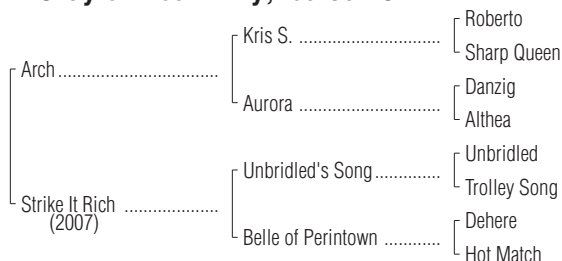 Roberto
Kris S. ................................
Sharp Queen
Arch ....................................
Danzig
Aurora ................................
Althea
Unbridled
Unbridled's Song...............
Trolley Song
Strike It Rich .....................
(2007)
Dehere
Belle of Perintown ............
Hot Match